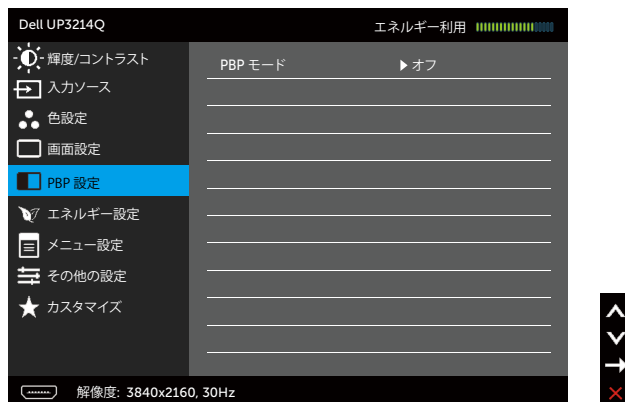 Dell UP3214Q
エネルギー利用
輝度/コントラスト
PBP モード
オフ
入力ソース
色設定
画面設定
PBP 設定
エネルギー設定
メニュー設定
その他の設定
カスタマイズ
解像度: 3840x2160, 30Hz